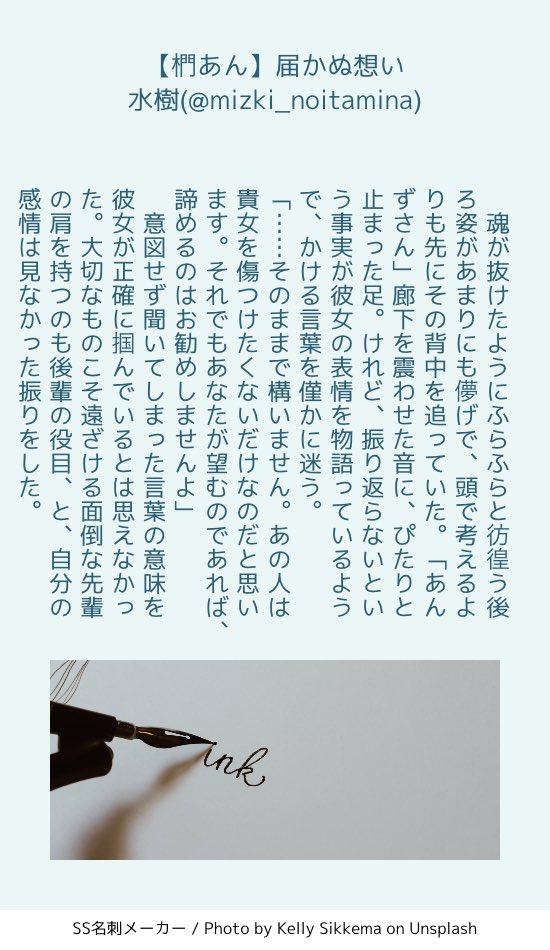 【椚あん】届かぬ想い
水樹(@mizki_noitamina)
魂が抜けたようにふらふらと彷徨う後
ろ姿があまりにも儚げで、頭で考えるよ
りも先にその背中を追っていた。「あん
ずさん」廊下を震わせた音に、ぴたりと
止まった足。けれど、振り返らないとい
う事実が彼女の表情を物語っているよう
で、かける言葉を僅かに迷う。
「……そのままで構いません。あの人は
貴女を傷つけたくないだけなのだと思い
ます。それでもあなたが望むのであれば、
諦めるのはお勧めしませんよ」
意図せず聞いてしまった言葉の意味を
彼女が正確に掴んでいるとは思えなかっ
た。大切なものこそ遠ざける面倒な先輩
の肩を持つのも後輩の役目、と、自分の
感情は見なかった振りをした。
ink
SS名刺メーカー / Photo by Kelly Sikkema on Unsplash